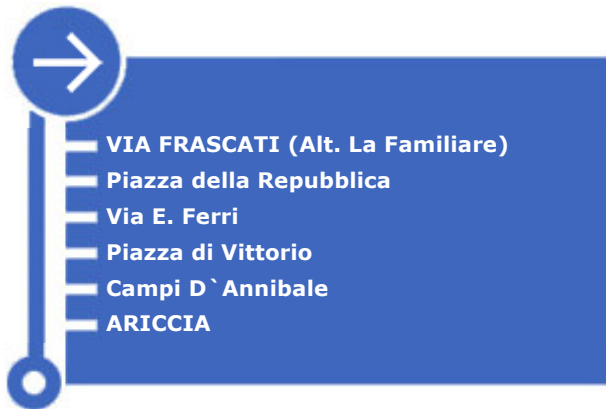 VIA FRASCATI (Alt. La Familiare)
Piazza della Repubblica
Via E. Ferri
Piazza di Vittorio
Campi D`Annibale
ARICCIA